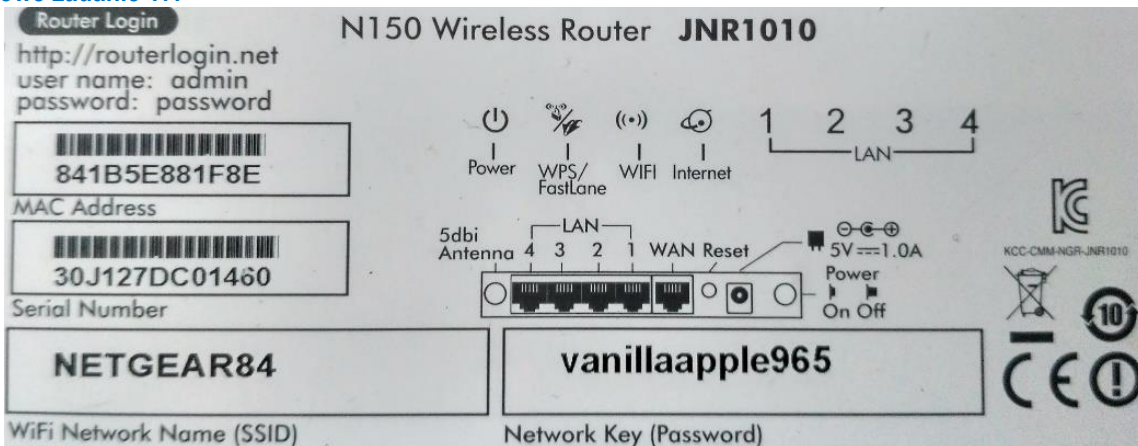 Router Login
N150 Wireless Router JNR1010
http://routerlogin.net
user name: admin
password: password
Power
WPS/
FastLane
WIFI
Internet
1 2 3 4
LAN
841B5E881F8E
MAC Address
30J127DC01460
Serial Number
5dbi
Antenna
LAN
4 3 2 1
WAN Reset
5V 1.0A
Power
On Off
KCC-CMM-NGR-JNR1010
10
CE
NETGEAR84
WiFi Network Name (SSID)
vanillaapple965
Network Key (Password)